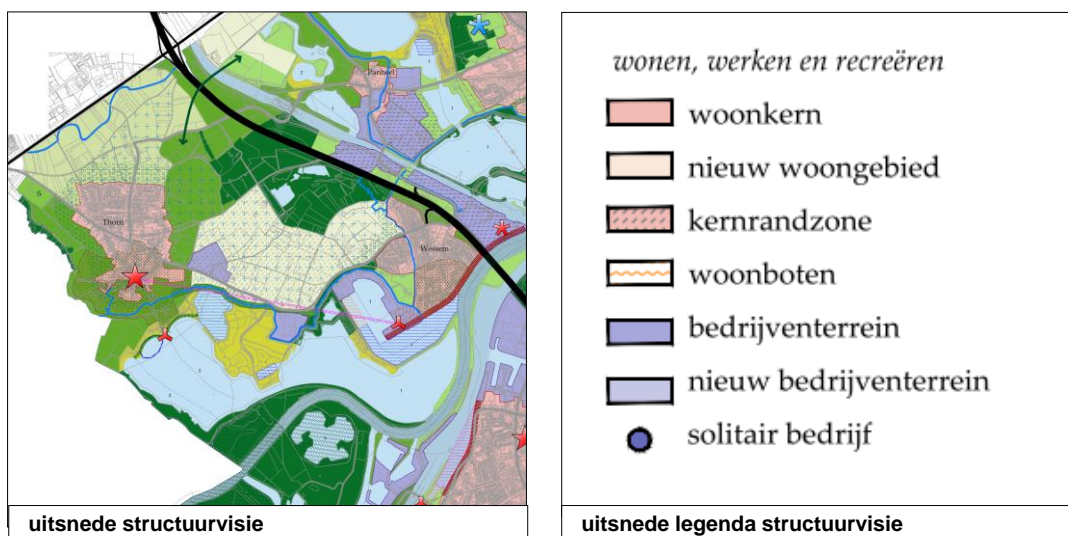 Panheel
Thorn
Wessem
S
uitsnede structuurvisie
wonen, werken en recreëren
woonkern
nieuw woongebied
kernrandzone
woonboten
bedrijventerrein
nieuw bedrijventerrein
solitair bedrijf
uitsnede legenda structuurvisie